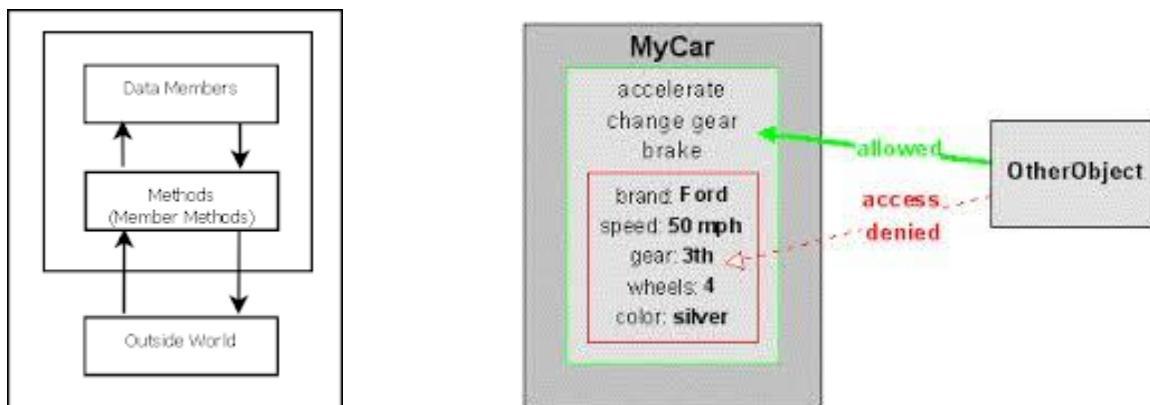 Data Members
Methods
(Member Methods)
Outside World
MyCar
accelerate
change gear
brake
brand: Ford
speed: 50 mph
gear: 3th
wheels: 4
color: silver
allowed
access
denied
OtherObject